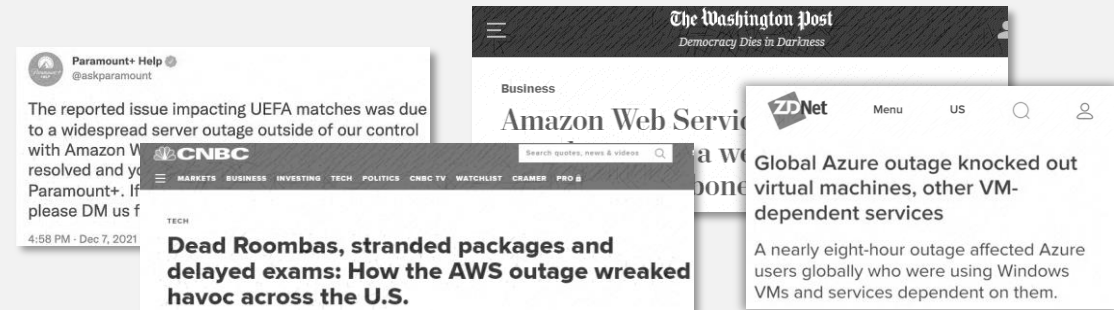 Paramount+ Help
@askparamount
The reported issue impacting UEFA matches was due
to a widespread server outage outside of our control
with Amazon
resolved and
Paramount+. If
please DM us
4:58 PM · Dec 7, 2021
The Washington Post
Democracy Dies in Darkness
Business
Amazon Web
a
CNBC
Search quotes, news & videos
MARKETS BUSINESS INVESTING TECH POLITICS CNBC TV WATCHLIST CRAMER PRO
TECH
Dead Roombas, stranded packages and
delayed exams: How the AWS outage wreaked
havoc across the U.S.
ZDNet Menu US
Global Azure outage knocked out
virtual machines, other VM-
dependent services
A nearly eight-hour outage affected Azure
users globally who were using Windows
VMs and services dependent on them.